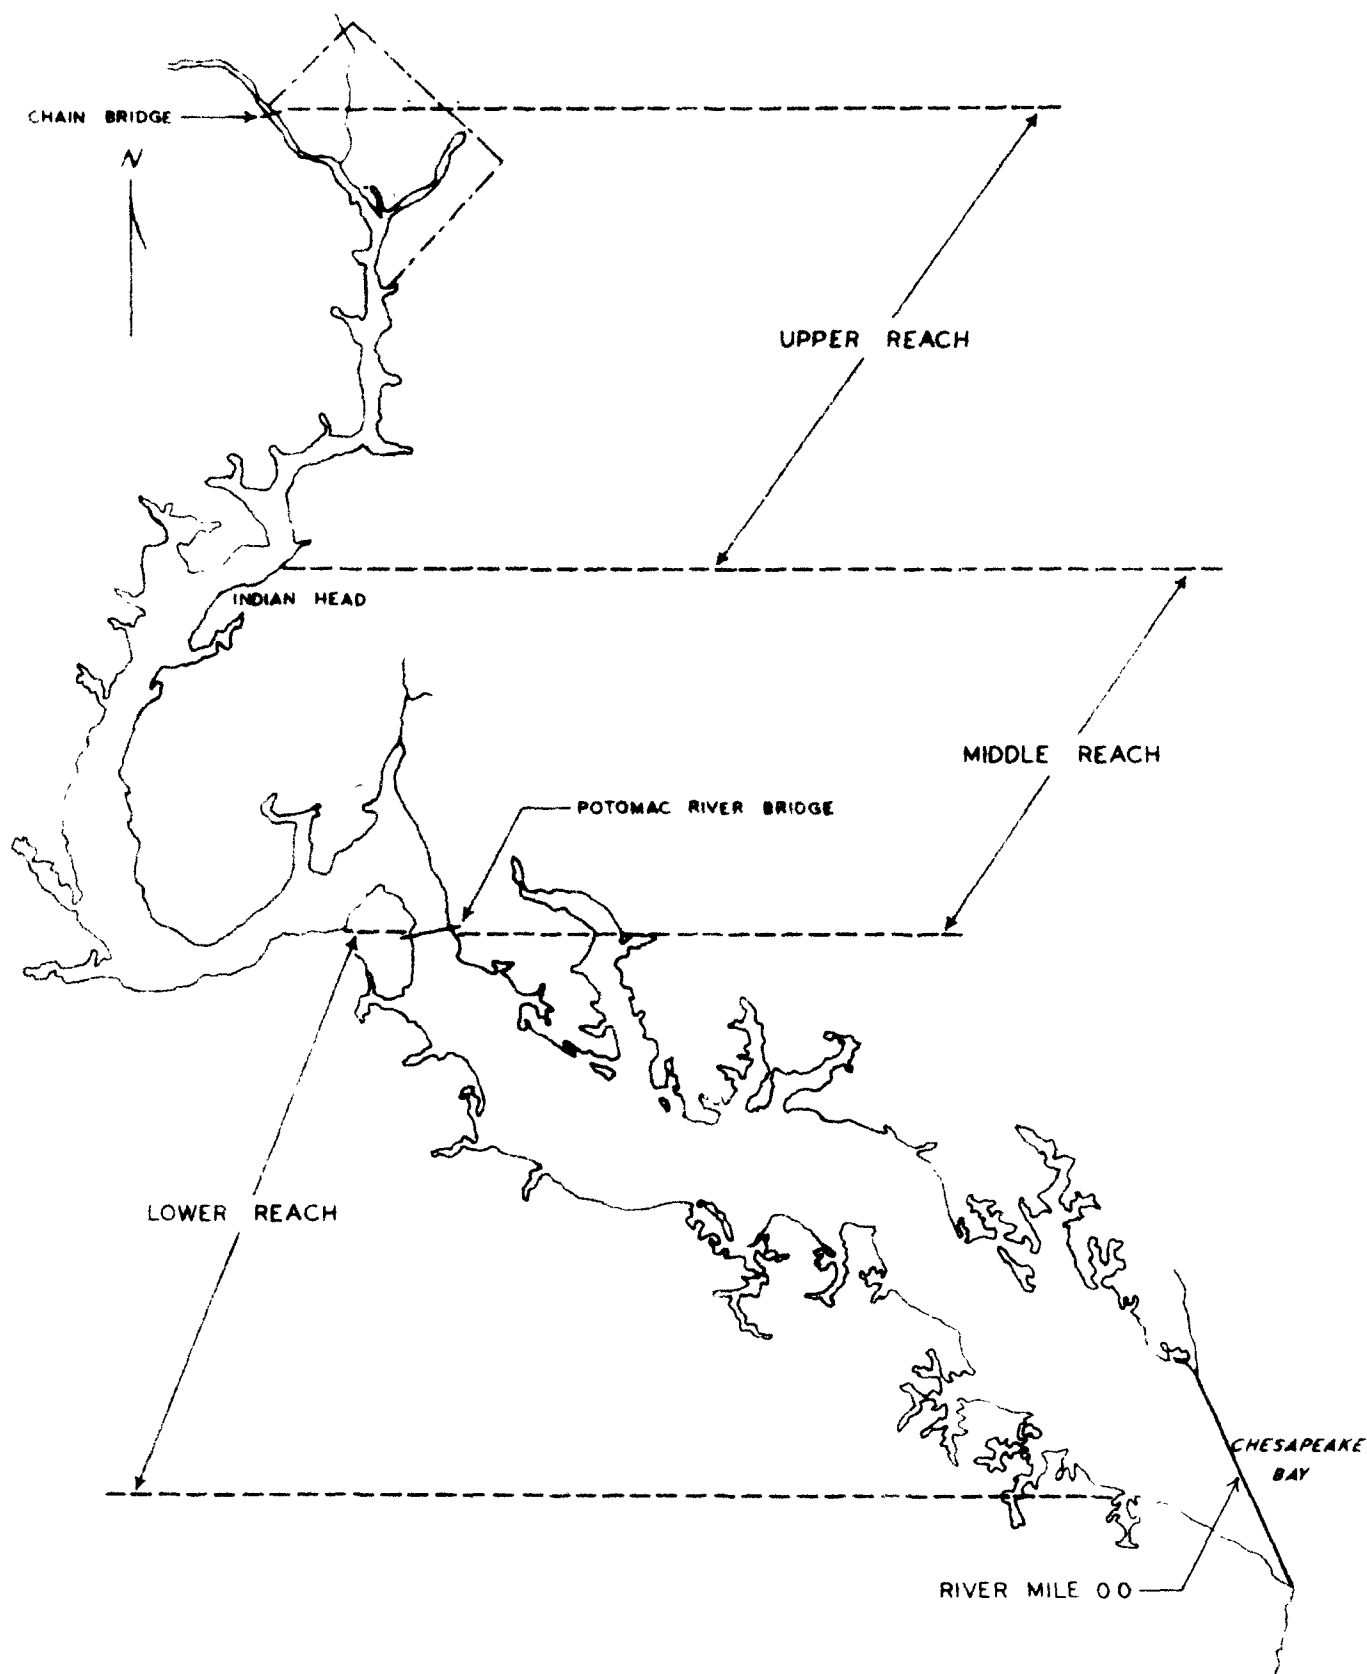 CHAIN BRIDGE
N
UPPER REACH
INDIAN HEAD
MIDDLE REACH
POTOMAC RIVER BRIDGE
LOWER REACH
CHESAPEAKE
BAY
RIVER MILE 0 0